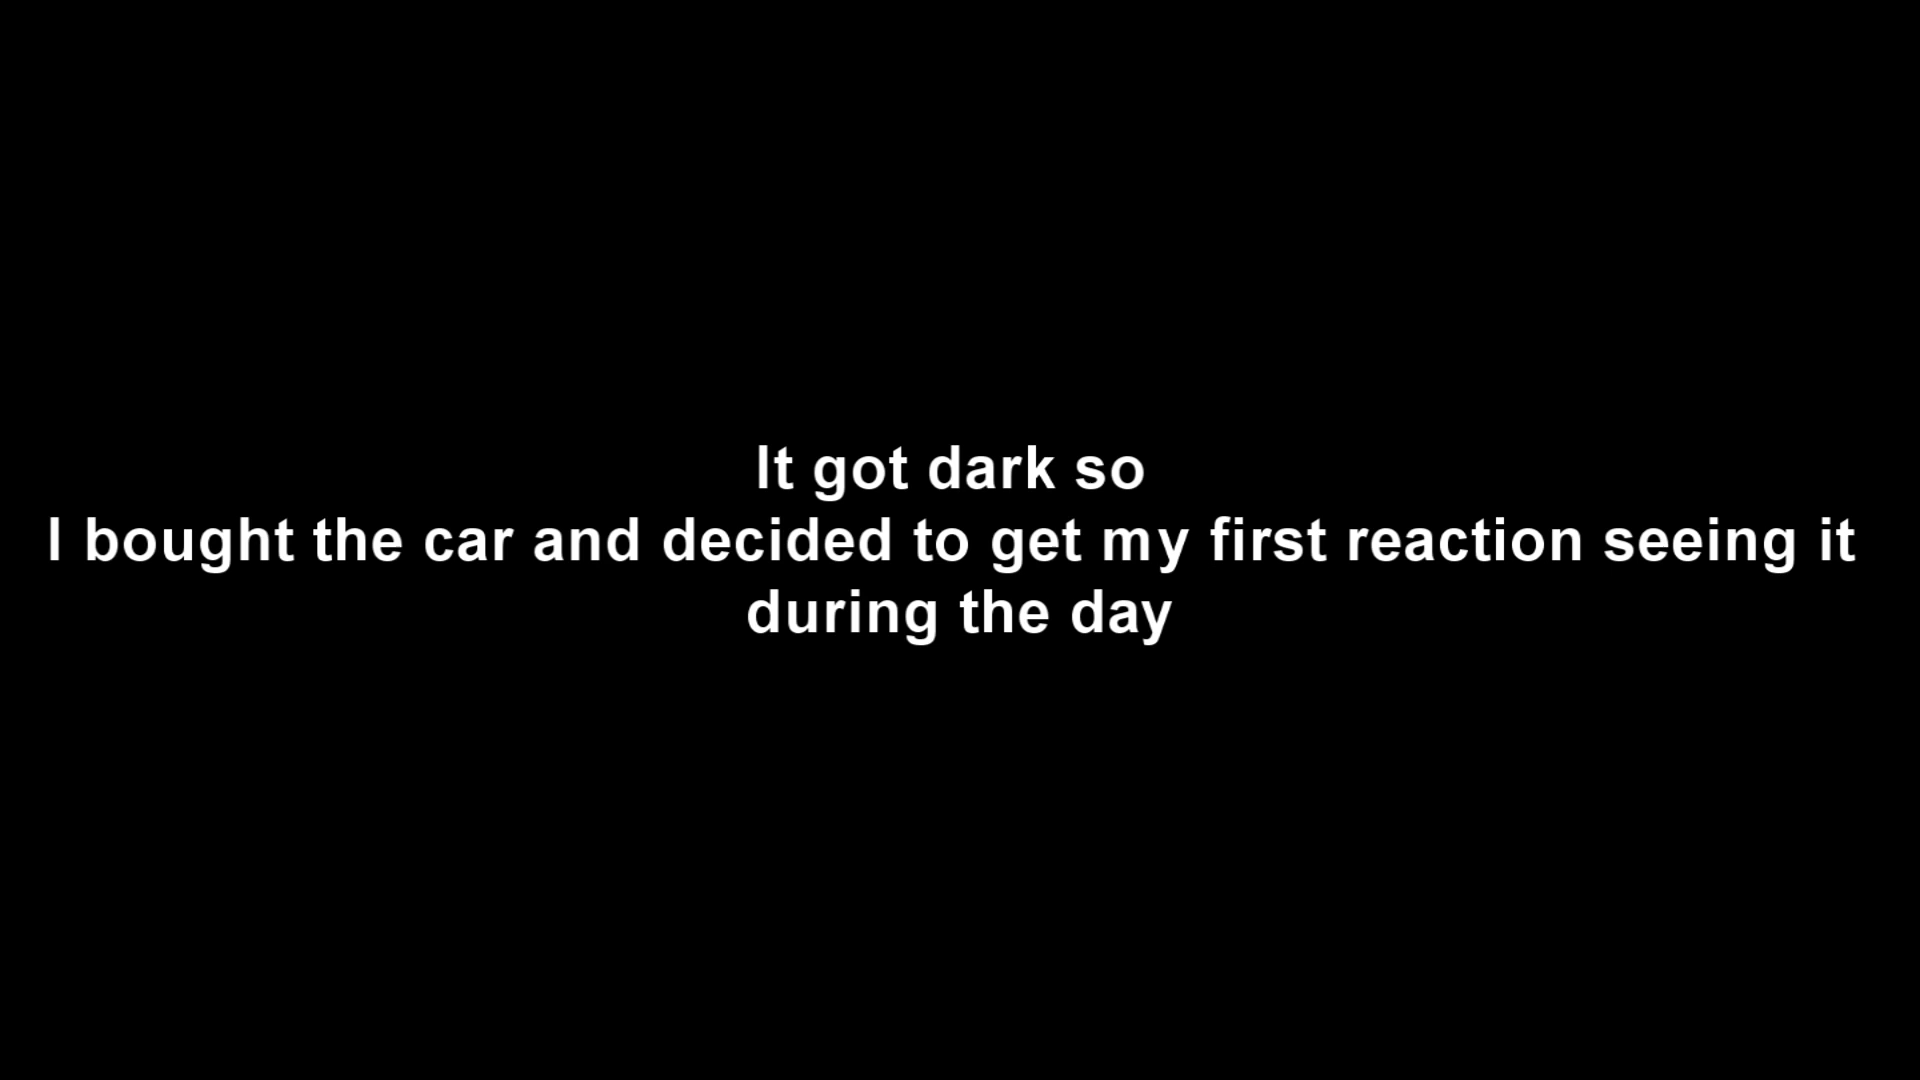 It got dark so
I bought the car and decided to get my first reaction seeing it
during the day